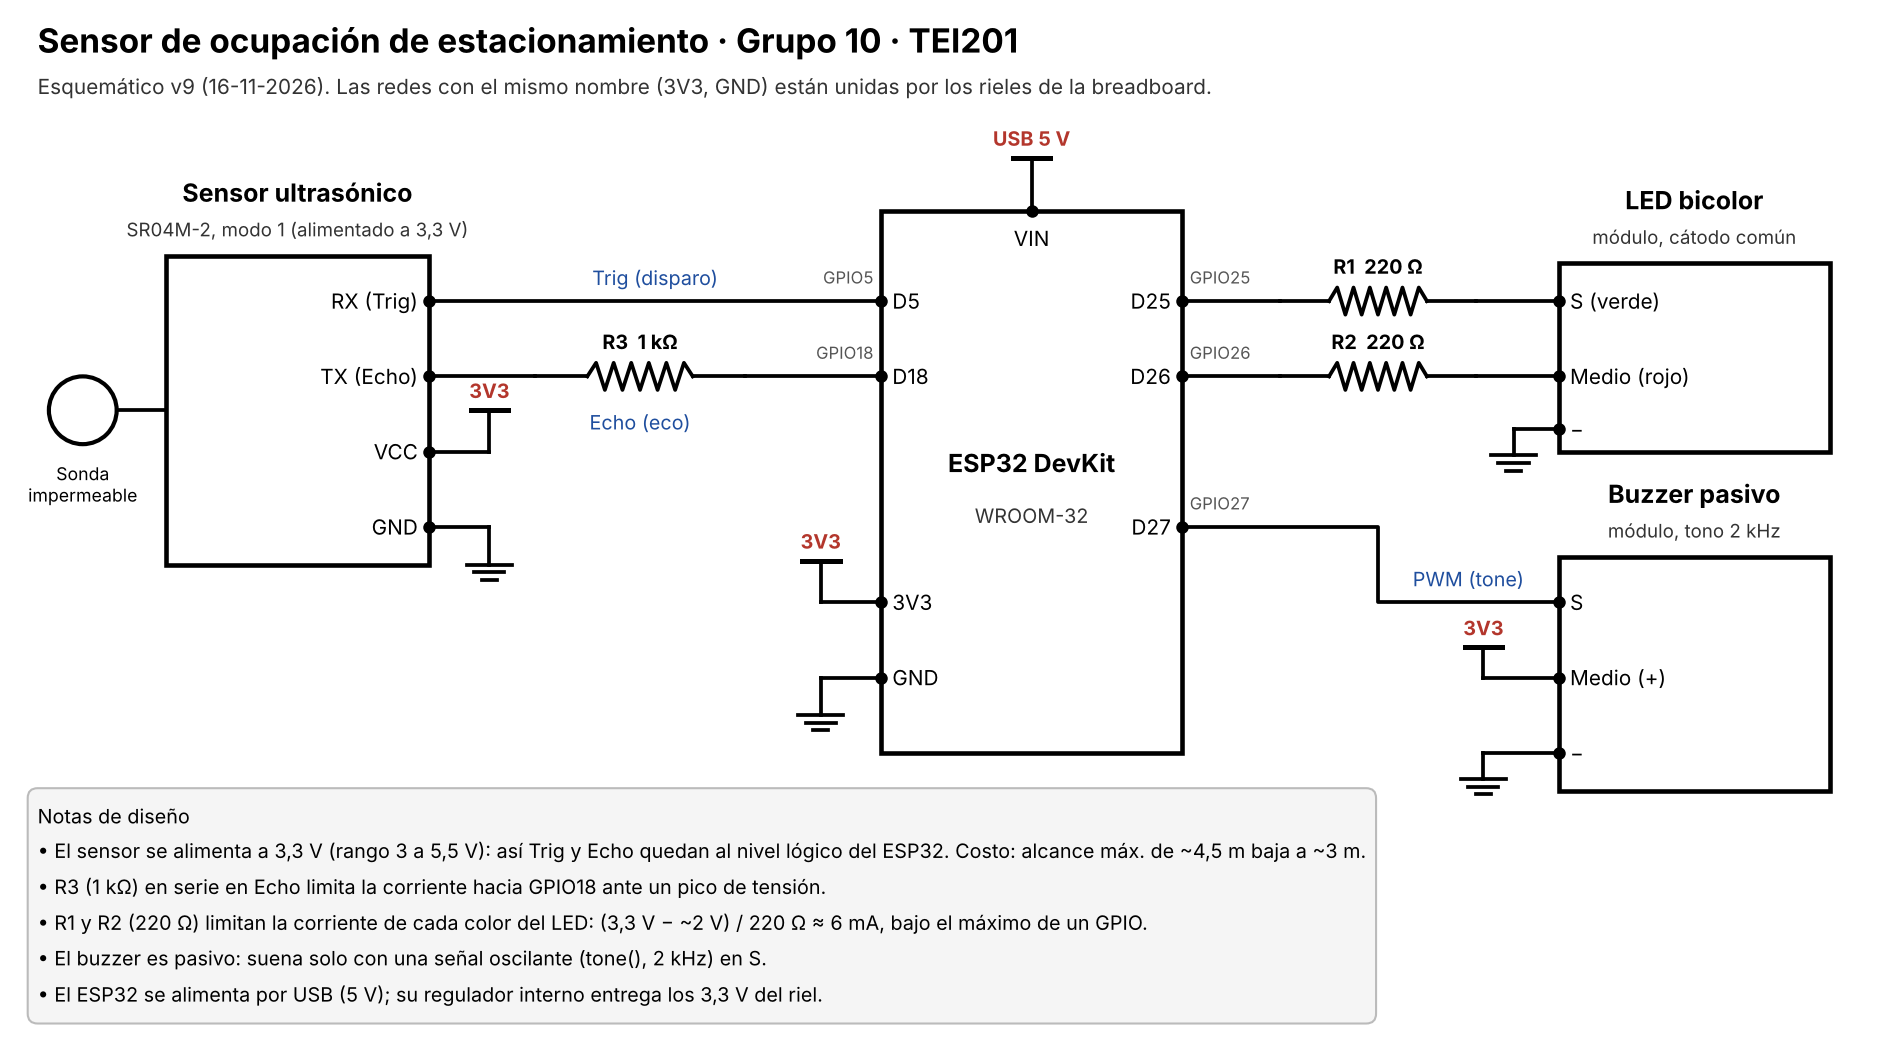 Sensor de ocupación de estacionamiento · Grupo 10 · TEI201
Esquemático v9 (16-11-2026). Las redes con el mismo nombre (3V3, GND) están unidas por los rieles de la breadboard.
Sensor ultrasónico
SR04M-2, modo 1 (alimentado a 3,3 V)
RX (Trig)
TX (Echo)
VCC
GND
Sonda
impermeable
3V3
Trig (disparo)
R3 1 kΩ
Echo (eco)
USB 5 V
VIN
GPIO5
D5
GPIO18
D18
ESP32 DevKit
WROOM-32
3V3
3V3
GND
D25
GPIO25
D26
GPIO26
D27
GPIO27
R1 220 Ω
R2 220 Ω
LED bicolor
módulo, cátodo común
S (verde)
Medio (rojo)
–
Buzzer pasivo
módulo, tono 2 kHz
PWM (tone)
S
3V3
Medio (+)
–
Notas de diseño
• El sensor se alimenta a 3,3 V (rango 3 a 5,5 V): así Trig y Echo quedan al nivel lógico del ESP32. Costo: alcance máx. de ~4,5 m baja a ~3 m.
• R3 (1 kΩ) en serie en Echo limita la corriente hacia GPIO18 ante un pico de tensión.
• R1 y R2 (220 Ω) limitan la corriente de cada color del LED: (3,3 V − ~2 V) / 220 Ω ≈ 6 mA, bajo el máximo de un GPIO.
• El buzzer es pasivo: suena solo con una señal oscilante (tone(), 2 kHz) en S.
• El ESP32 se alimenta por USB (5 V); su regulador interno entrega los 3,3 V del riel.